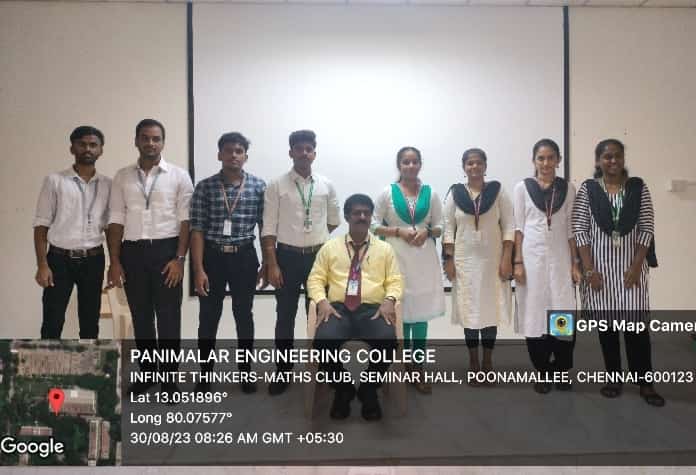 GPS Map Camer
PANIMALAR ENGINEERING COLLEGE
INFINITE THINKERS-MATHS CLUB, SEMINAR HALL, POONAMALLEE, CHENNAI-600123
Lat 13.051896°
Long 80.07577°
30/08/23 08:26 AM GMT +05:30
Google